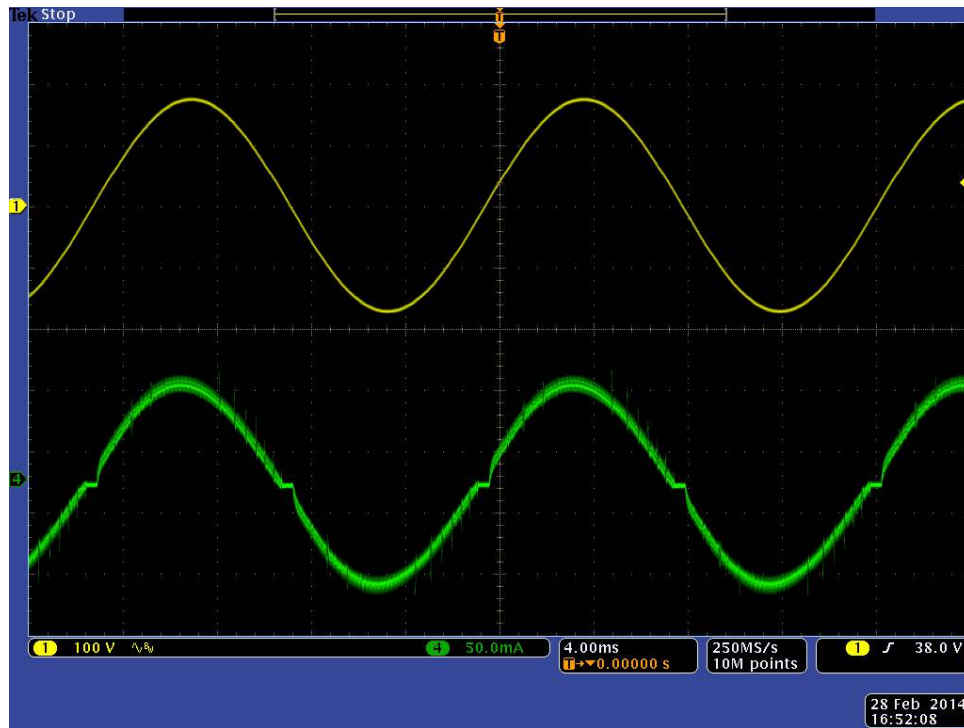 Tek Stop
T
T
1
4
1 100 V
4 50.0mA
4.00ms
T→▼0.00000 s
250MS/s
10M points
1 38.0 V
28 Feb 2014
16:52:08